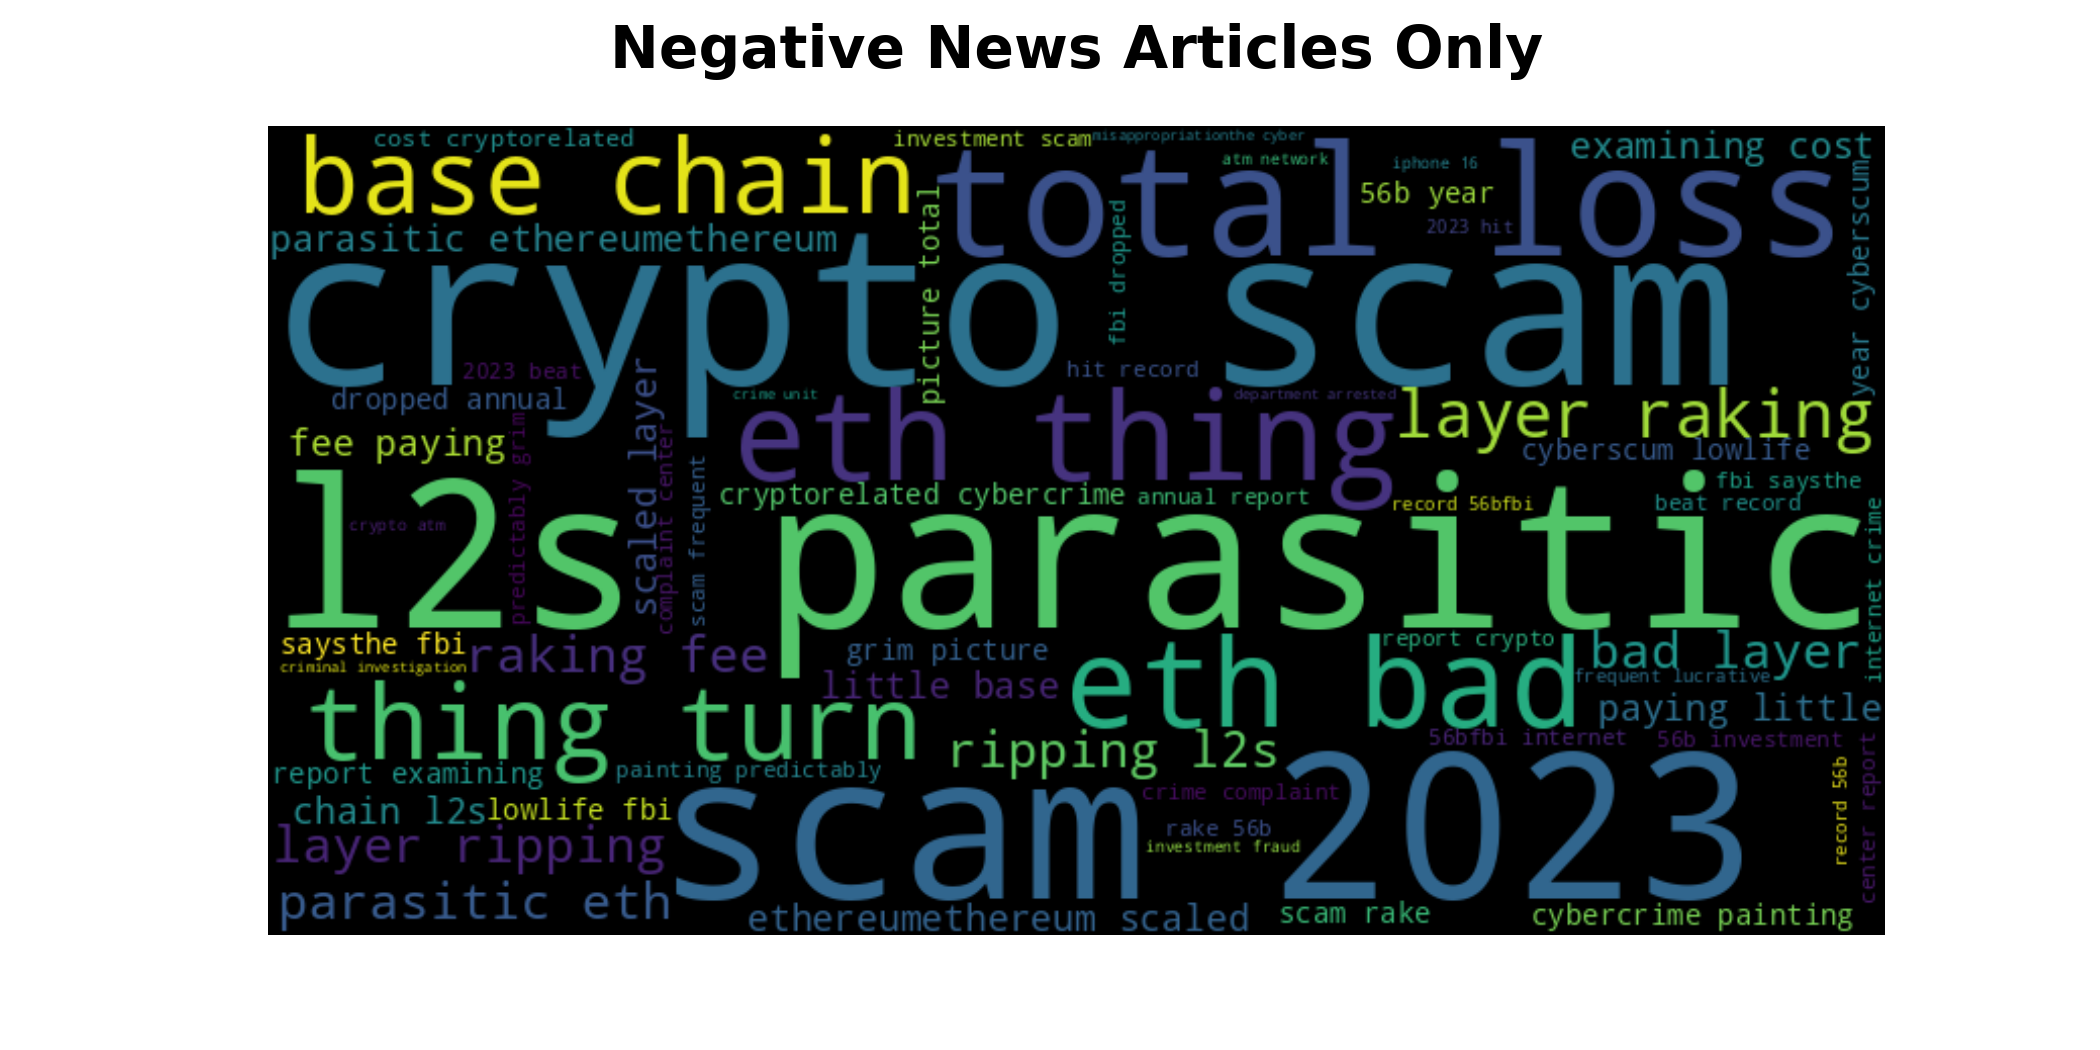 Negative News Articles Only
cost cryptorelated
investment scam
misappropriationthe cyber
examining cost
base chain
total loss
atm network
iphone 16
56b year
2023 hit
year cyberscum
parasitic ethereumethereum
picture total
fbi dropped
crypto scam
2023 beat
hit record
dropped annual
scaled layer
crime unit
department arrested
eth thing
layer raking
fee paying
predictably grim
complaint center
scam frequent
cyberscum lowlife
cryptorelated cybercrime
annual report
record 56bfbi
fbi saysthe
beat record
l2s parasitic
crypto atm
internet crime
saysthe fbi
criminal investigation
raking fee
grim picture
little base
report crypto
eth bad
bad layer
frequent lucrative
paying little
thing turn
ripping l2s
56bfbi internet
56b investment
report examining
painting predictably
chain l2s
lowlife fbi
scam 2023
crime complaint
rake 56b
investment fraud
record 56b
center report
layer ripping
parasitic eth
ethereumethereum scaled
scam rake
cybercrime painting